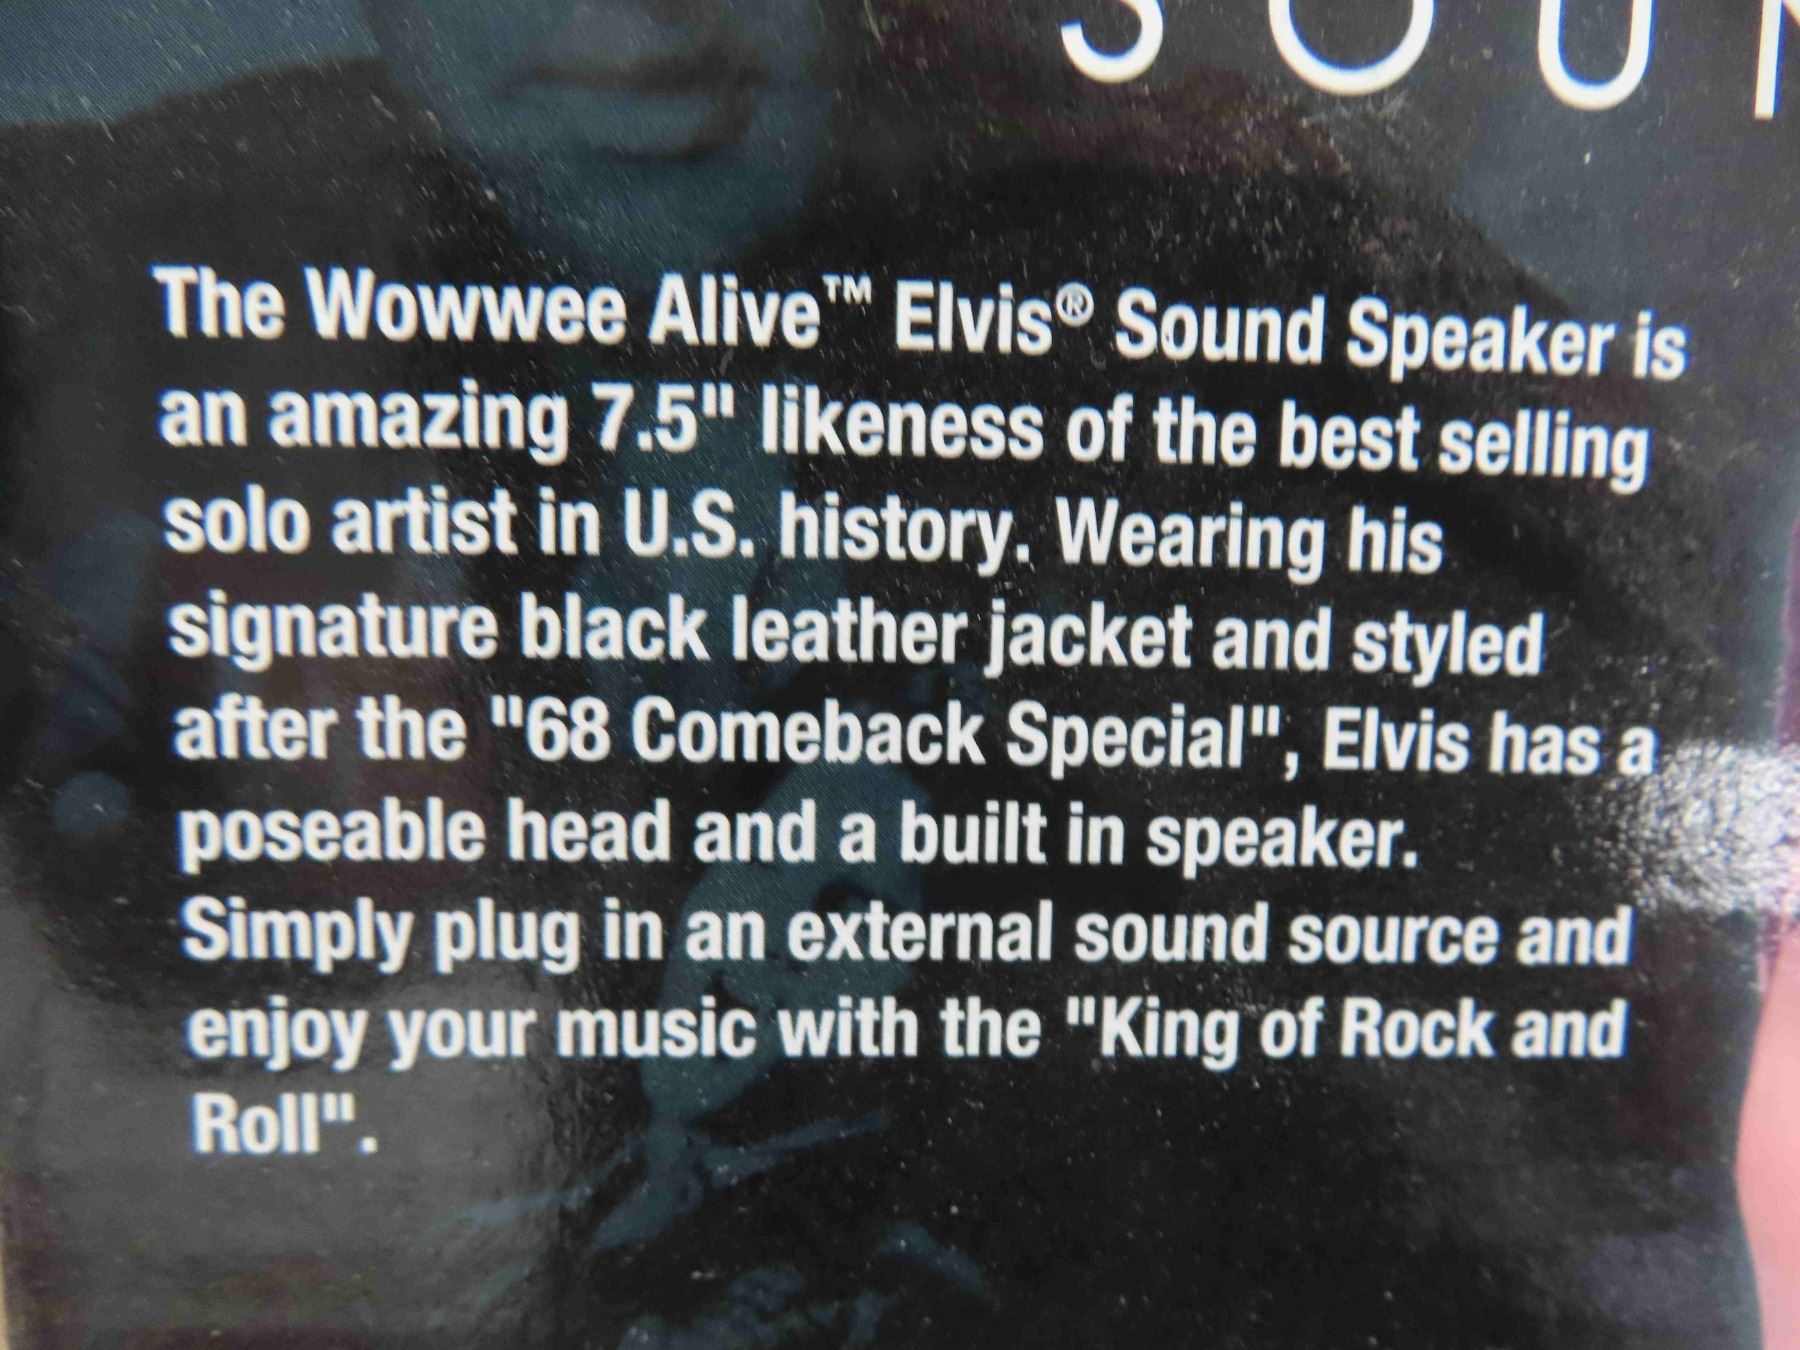 SOUN
The Wowwee Alive™ Elvis® Sound Speaker is
an amazing 7.5" likeness of the best selling
solo artist in U.S. history. Wearing his
signature black leather jacket and styled
after the "68 Comeback Special", Elvis has a
poseable head and a built in speaker.
Simply plug in an external sound source and
enjoy your music with the "King of Rock and
Roll".